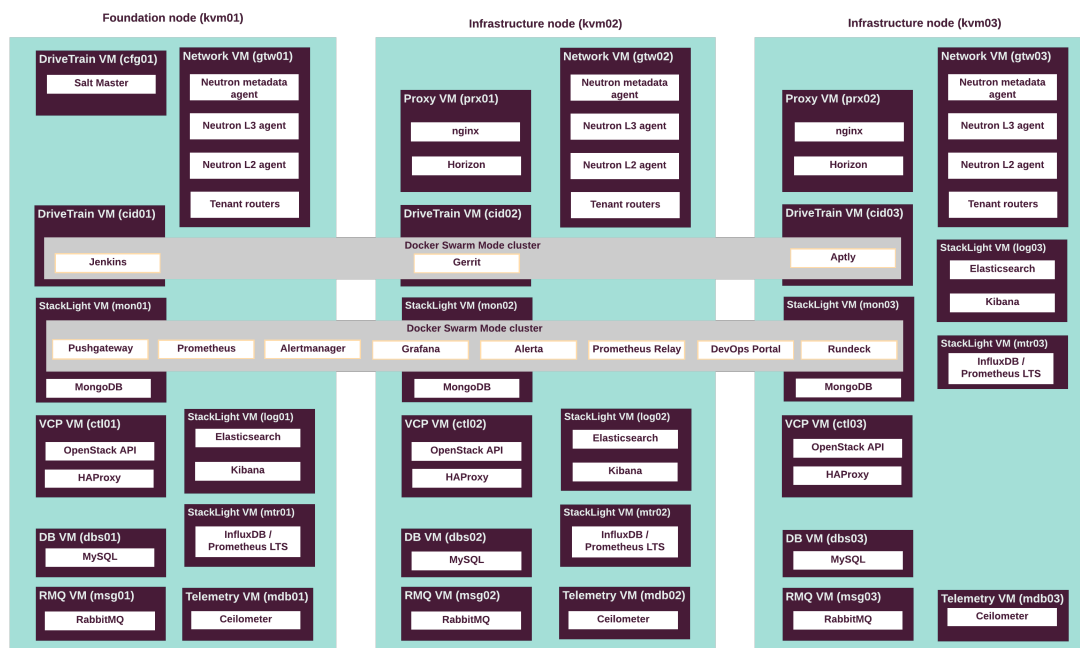 Foundation node (kvm01)
DriveTrain VM (cfg01)
Salt Master
Network VM (gtw01)
Neutron metadata
agent
Neutron L3 agent
Neutron L2 agent
Tenant routers
DriveTrain VM (cid01)
Jenkins
StackLight VM (mon01)
Pushgateway
Prometheus
Alertmanager
MongoDB
VCP VM (ctl01)
OpenStack API
HAProxy
StackLight VM (log01)
Elasticsearch
Kibana
StackLight VM (mtr01)
InfluxDB /
Prometheus LTS
DB VM (dbs01)
MySQL
RMQ VM (msg01)
RabbitMQ
Telemetry VM (mdb01)
Ceilometer
Infrastructure node (kvm02)
Proxy VM (prx01)
nginx
Horizon
Network VM (gtw02)
Neutron metadata
agent
Neutron L3 agent
Neutron L2 agent
Tenant routers
DriveTrain VM (cid02)
Docker Swarm Mode cluster
Gerrit
StackLight VM (mon02)
Docker Swarm Mode cluster
Grafana
Alerta
Prometheus Relay
MongoDB
VCP VM (ctl02)
OpenStack API
HAProxy
StackLight VM (log02)
Elasticsearch
Kibana
StackLight VM (mtr02)
InfluxDB /
Prometheus LTS
DB VM (dbs02)
MySQL
RMQ VM (msg02)
RabbitMQ
Telemetry VM (mdb02)
Ceilometer
Infrastructure node (kvm03)
Proxy VM (prx02)
nginx
Horizon
Network VM (gtw03)
Neutron metadata
agent
Neutron L3 agent
Neutron L2 agent
Tenant routers
DriveTrain VM (cid03)
Aptly
StackLight VM (log03)
Elasticsearch
Kibana
StackLight VM (mon03)
DevOps Portal
Rundeck
MongoDB
StackLight VM (mtr03)
InfluxDB /
Prometheus LTS
VCP VM (ctl03)
OpenStack API
HAProxy
DB VM (dbs03)
MySQL
RMQ VM (msg03)
RabbitMQ
Telemetry VM (mdb03)
Ceilometer